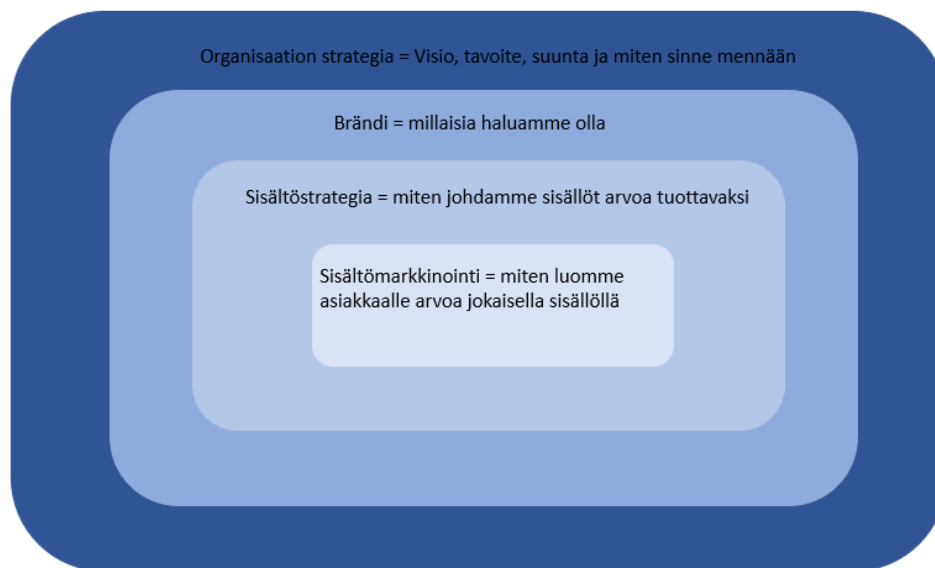 Organisaation strategia = Visio, tavoite, suunta ja miten sinne mennään
Brändi = millaisia haluamme olla
Sisältöstrategia = miten johdamme sisällöt arvoa tuottavaksi
Sisältömarkkinointi = miten luomme
asiakkaalle arvoa jokaisella sisällöllä